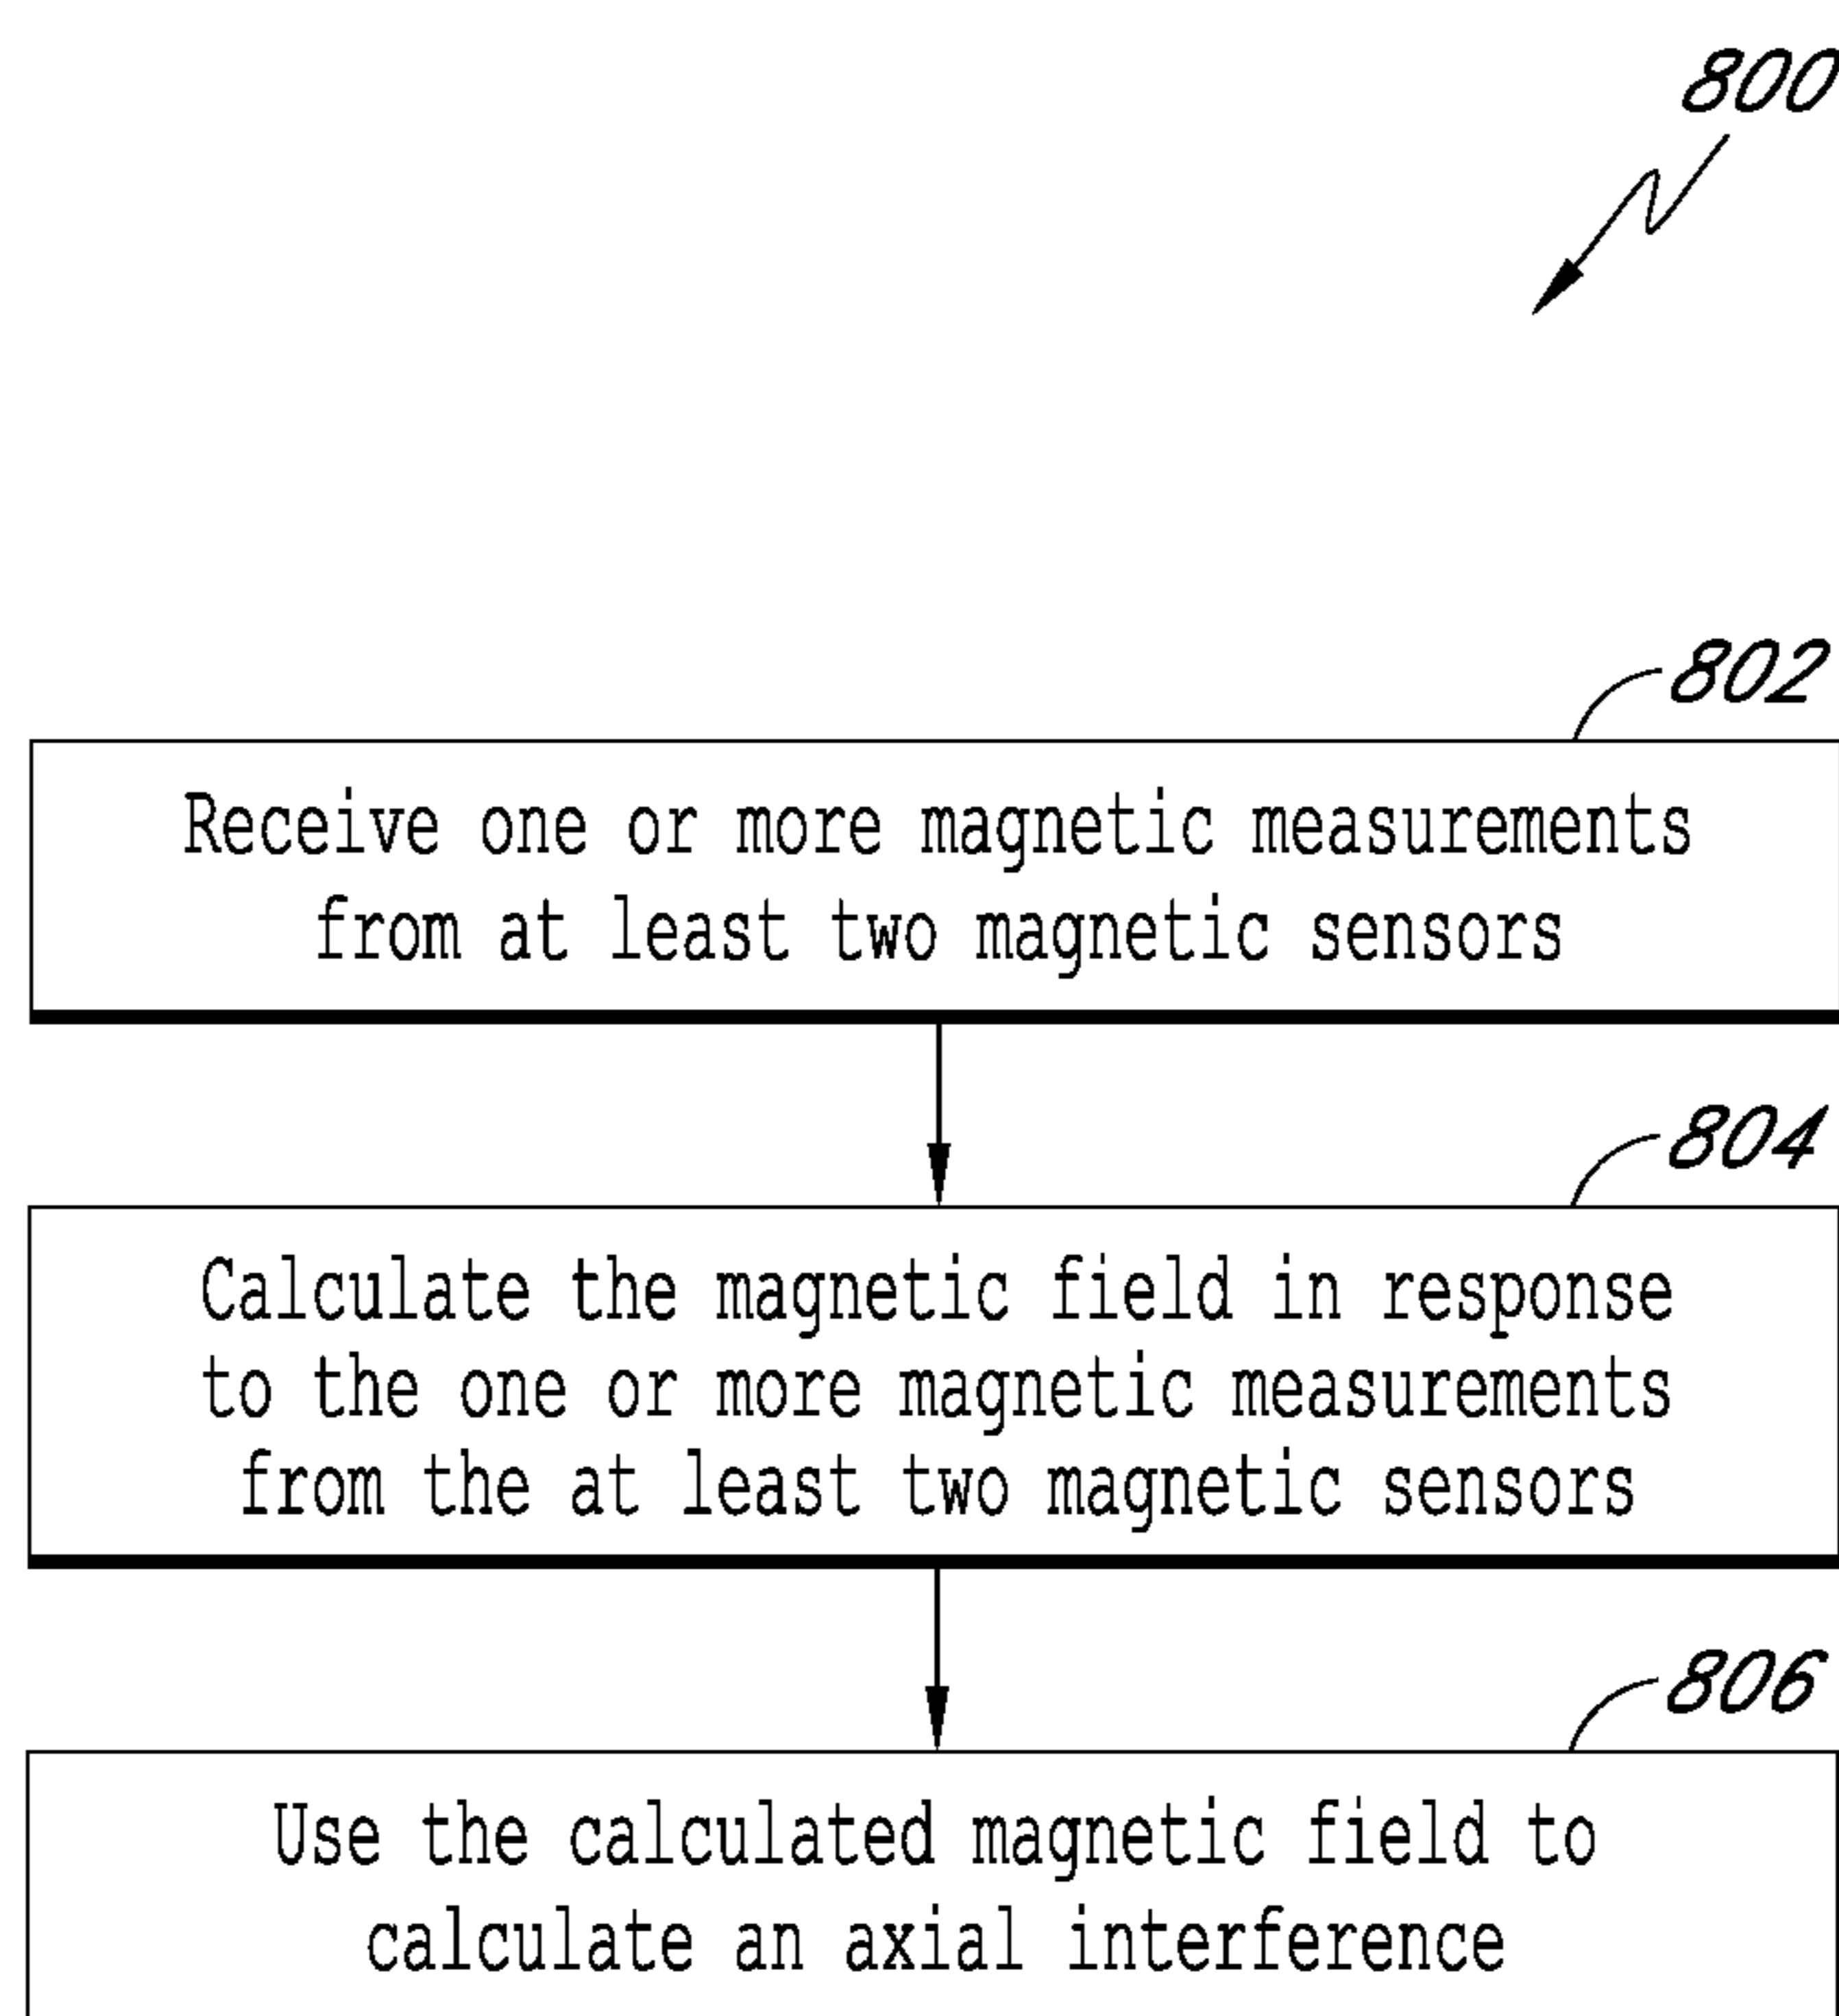 800
802
Receive one or more magnetic measurements
from at least two magnetic sensors
804
Calculate the magnetic field in response
to the one or more magnetic measurements
from the at least two magnetic sensors
806
Use the calculated magnetic field to
calculate an axial interference